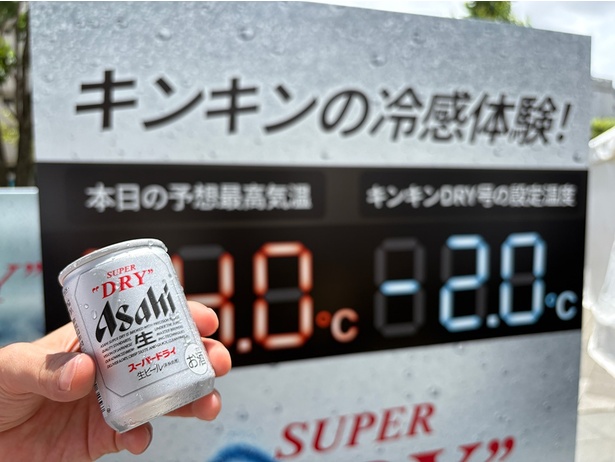 キンキンの冷感体験!
本日の予想最高気温
キンキンDRY号の設定温度
.0℃
-2.0℃
SUPER
"DRY"
Asahi
生
スーパードライ
生ビール
お酒
SUPER